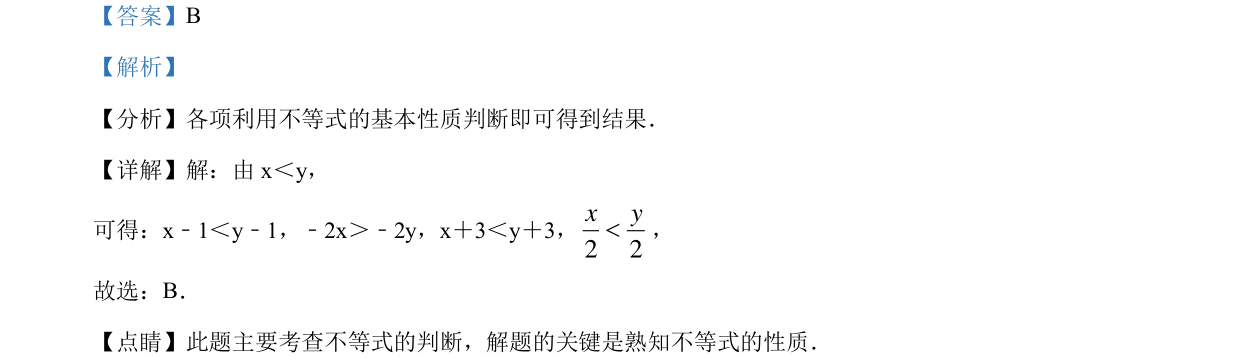 【答案】B
【解析】
【分析】各项利用不等式的基本性质判断即可得到结果．
【详解】解：由 x＜y，
可得：x﹣1＜y﹣1，﹣2x＞﹣2y，x＋3＜y＋3，x/2 < y/2，
故选：B．
【点睛】此题主要考查不等式的判断，解题的关键是熟知不等式的性质．